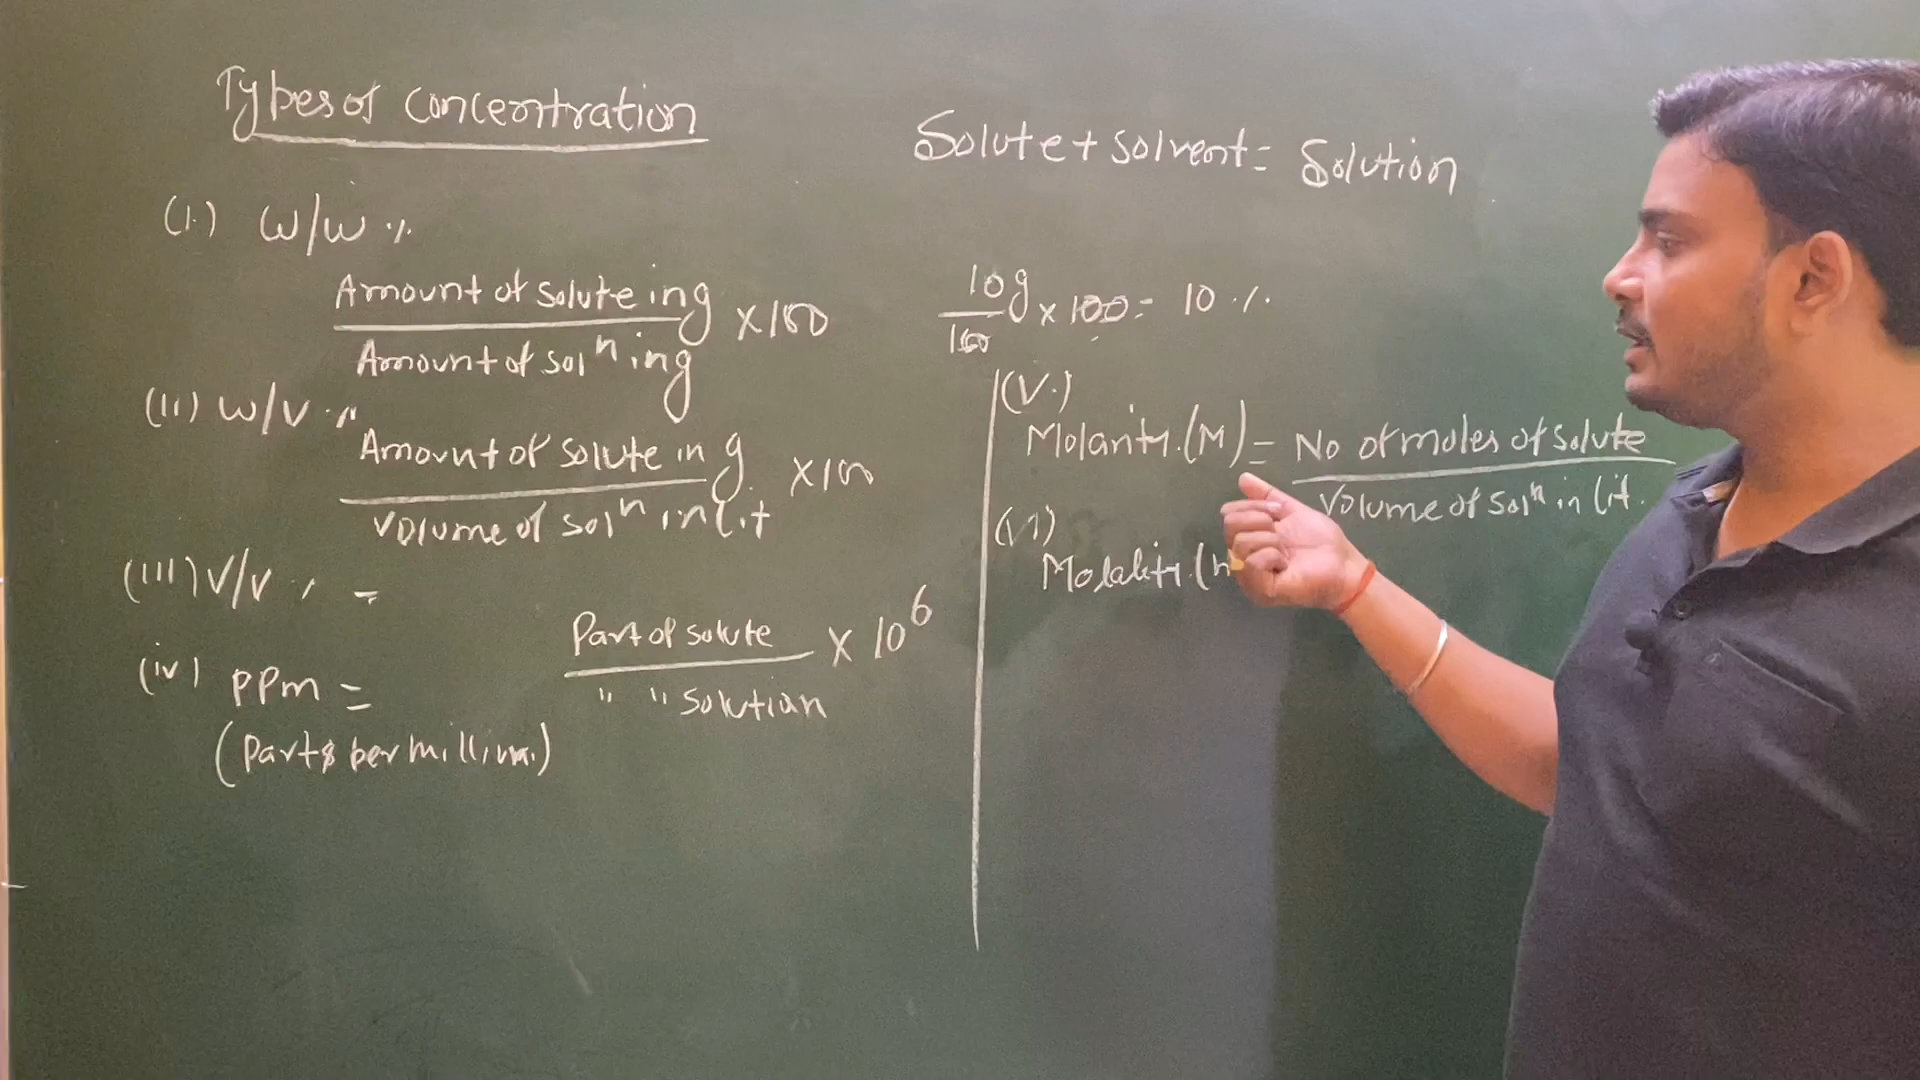 Types of Concentration
Solute + solvent = Solution
(i.) w/w %
Amount of solute in g
Amount of solⁿ in g
× 100
(ii) w/v %
Amount of solute in g
Volume of solⁿ in lit
× 100
(iii) V/V % =
(iv) PPm =
Part of solute
" " solution
× 10⁶
(Parts per million.)
10g
100
× 100 = 10 %
(V.)
Molarity.(M) =
No of moles of solute
Volume of solⁿ in lit.
(VI)
Molality.(